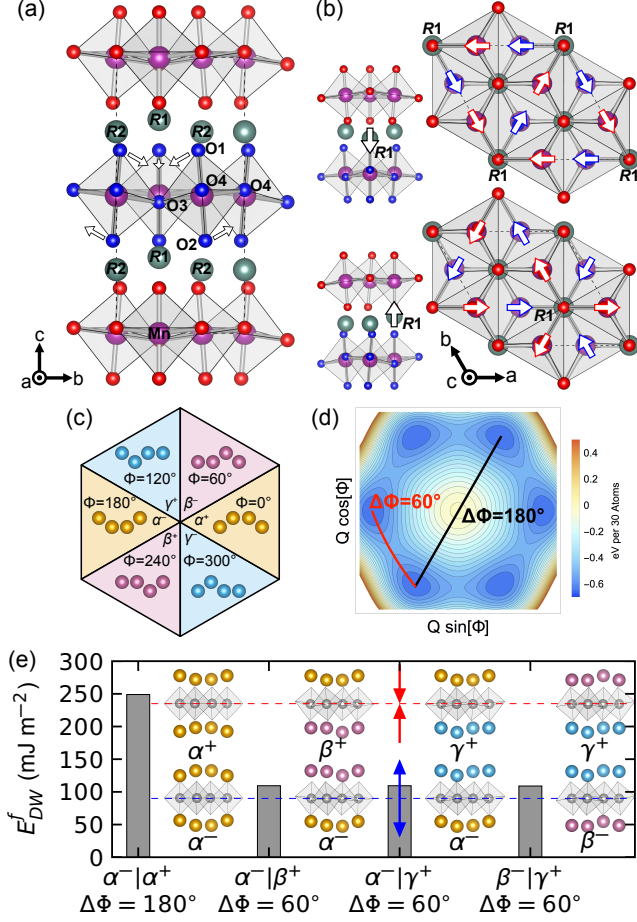 (a)
R1
R2
R2
O1
O4
O4
O3
O2
R2
R1
R2
Mn
c
a
b
(b)
R1
R1
R1
R1
R1
R1
R1
b
c
a
(c)
Φ=120°
Φ=60°
Φ=180°
γ⁺
β⁻
Φ=0°
α⁻
α⁺
β⁺
γ⁻
Φ=240°
Φ=300°
(d)
Q cos[Φ]
ΔΦ=60°
ΔΦ=180°
Q sin[Φ]
0.4
0.2
0.0
−0.2
−0.4
−0.6
eV per 30 Atoms
(e)
300
250
200
150
100
50
0
E^f_DW (mJ m⁻²)
α⁺
β⁺
γ⁺
γ⁺
α⁻
α⁻
α⁻
β⁻
α⁻|α⁺
α⁻|β⁺
α⁻|γ⁺
β⁻|γ⁺
ΔΦ = 180°
ΔΦ = 60°
ΔΦ = 60°
ΔΦ = 60°